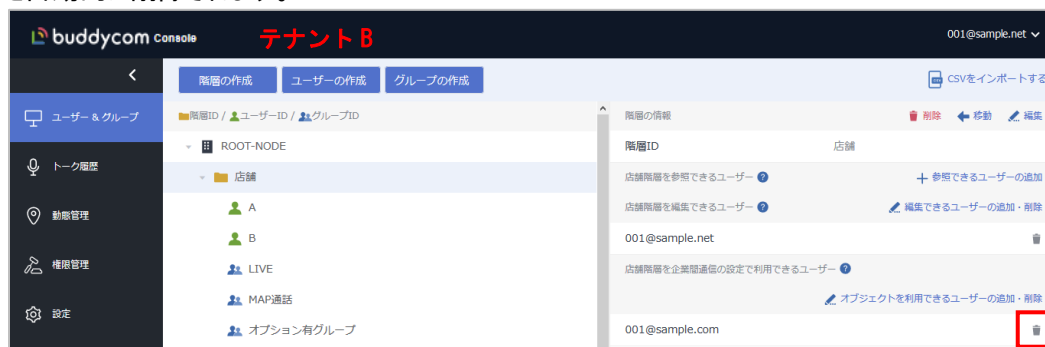 buddycom Console テナントB 001@sample.net
階層の作成 ユーザーの作成 グループの作成 CSVをインポートする
ユーザー & グループ 階層ID / ユーザーID / グループID 階層の情報 削除 移動 編集
ROOT-NODE 階層ID 店舗
トーク履歴 店舗 店舗階層を参照できるユーザー ? 参照できるユーザーの追加
動態管理 A 店舗階層を編集できるユーザー ? 編集できるユーザーの追加・削除
B 001@sample.net
権限管理 LIVE 店舗階層を企業間通信の設定で利用できるユーザー ?
設定 MAP通話 オブジェクトを利用できるユーザーの追加・削除
オプション有グループ 001@sample.com